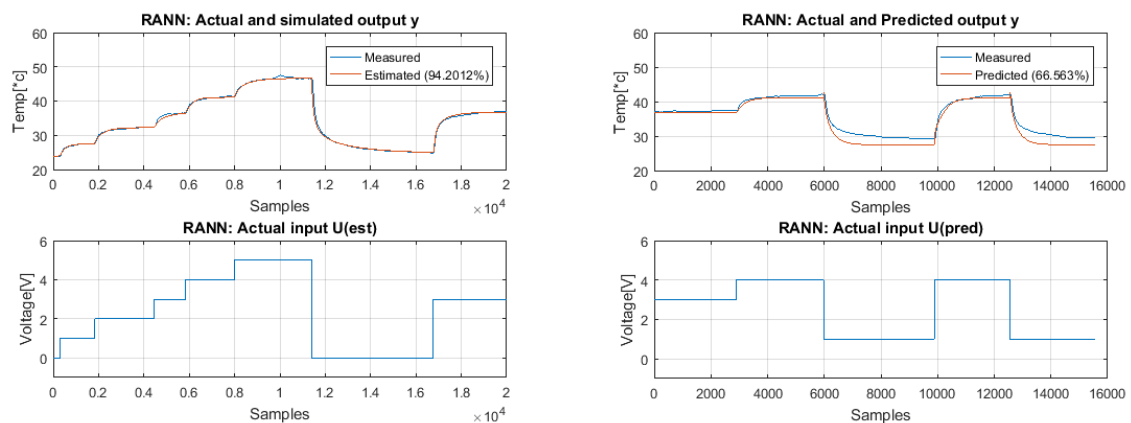 RANN: Actual and simulated output y
60
50
40
30
20
Temp[*c]
Measured
Estimated (94.2012%)
0 0.2 0.4 0.6 0.8 1 1.2 1.4 1.6 1.8 2
Samples
× 10^4
RANN: Actual input U(est)
6
4
2
0
Voltage[V]
0 0.2 0.4 0.6 0.8 1 1.2 1.4 1.6 1.8 2
Samples
× 10^4
RANN: Actual and Predicted output y
60
50
40
30
20
Temp[*c]
Measured
Predicted (66.563%)
0 2000 4000 6000 8000 10000 12000 14000 16000
Samples
RANN: Actual input U(pred)
6
4
2
0
Voltage[V]
0 2000 4000 6000 8000 10000 12000 14000 16000
Samples